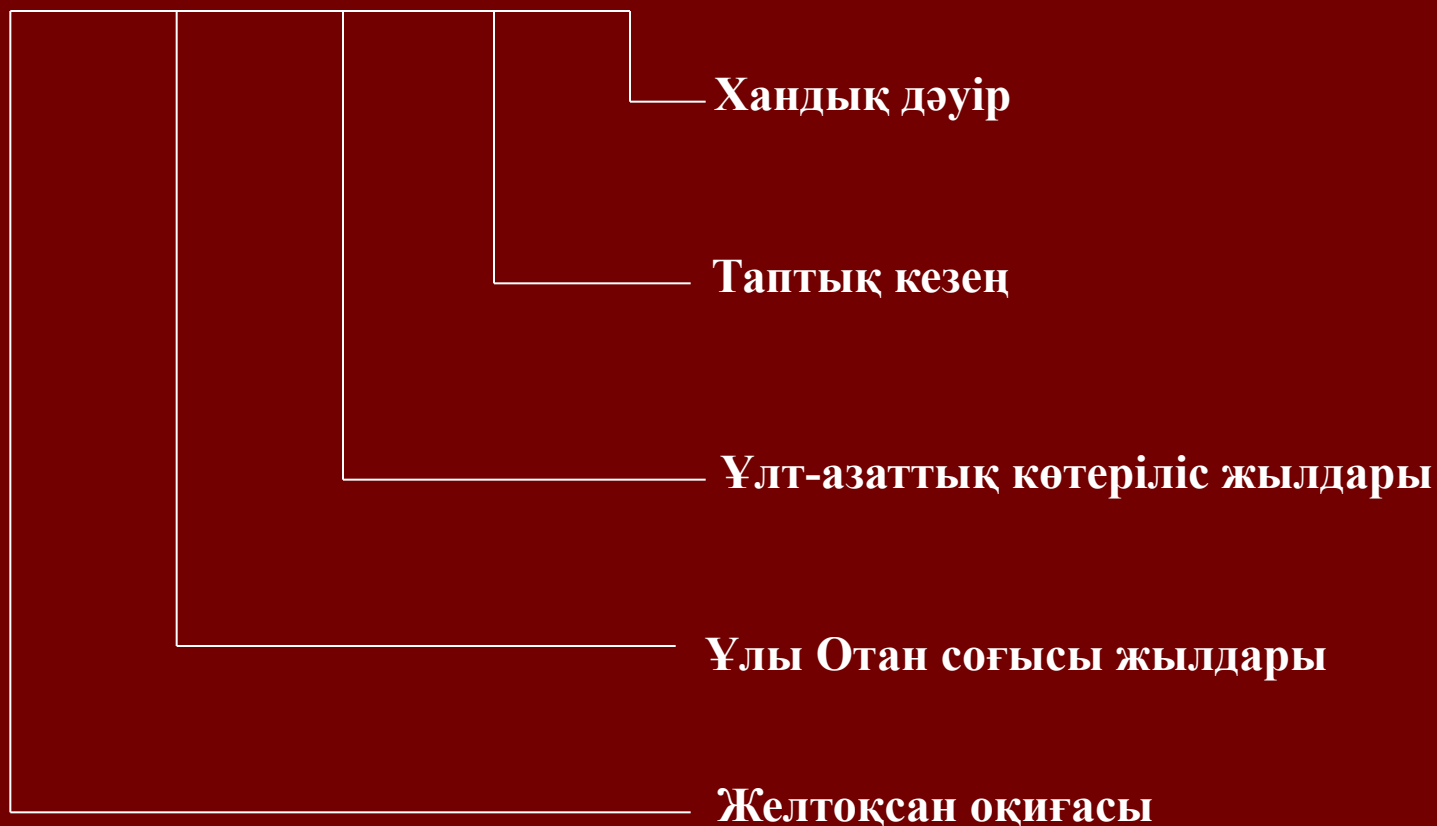 Хандық дәуір
Таптық кезең
Ұлт-азаттық көтеріліс жылдары
Ұлы Отан соғысы жылдары
Желтоқсан оқиғасы